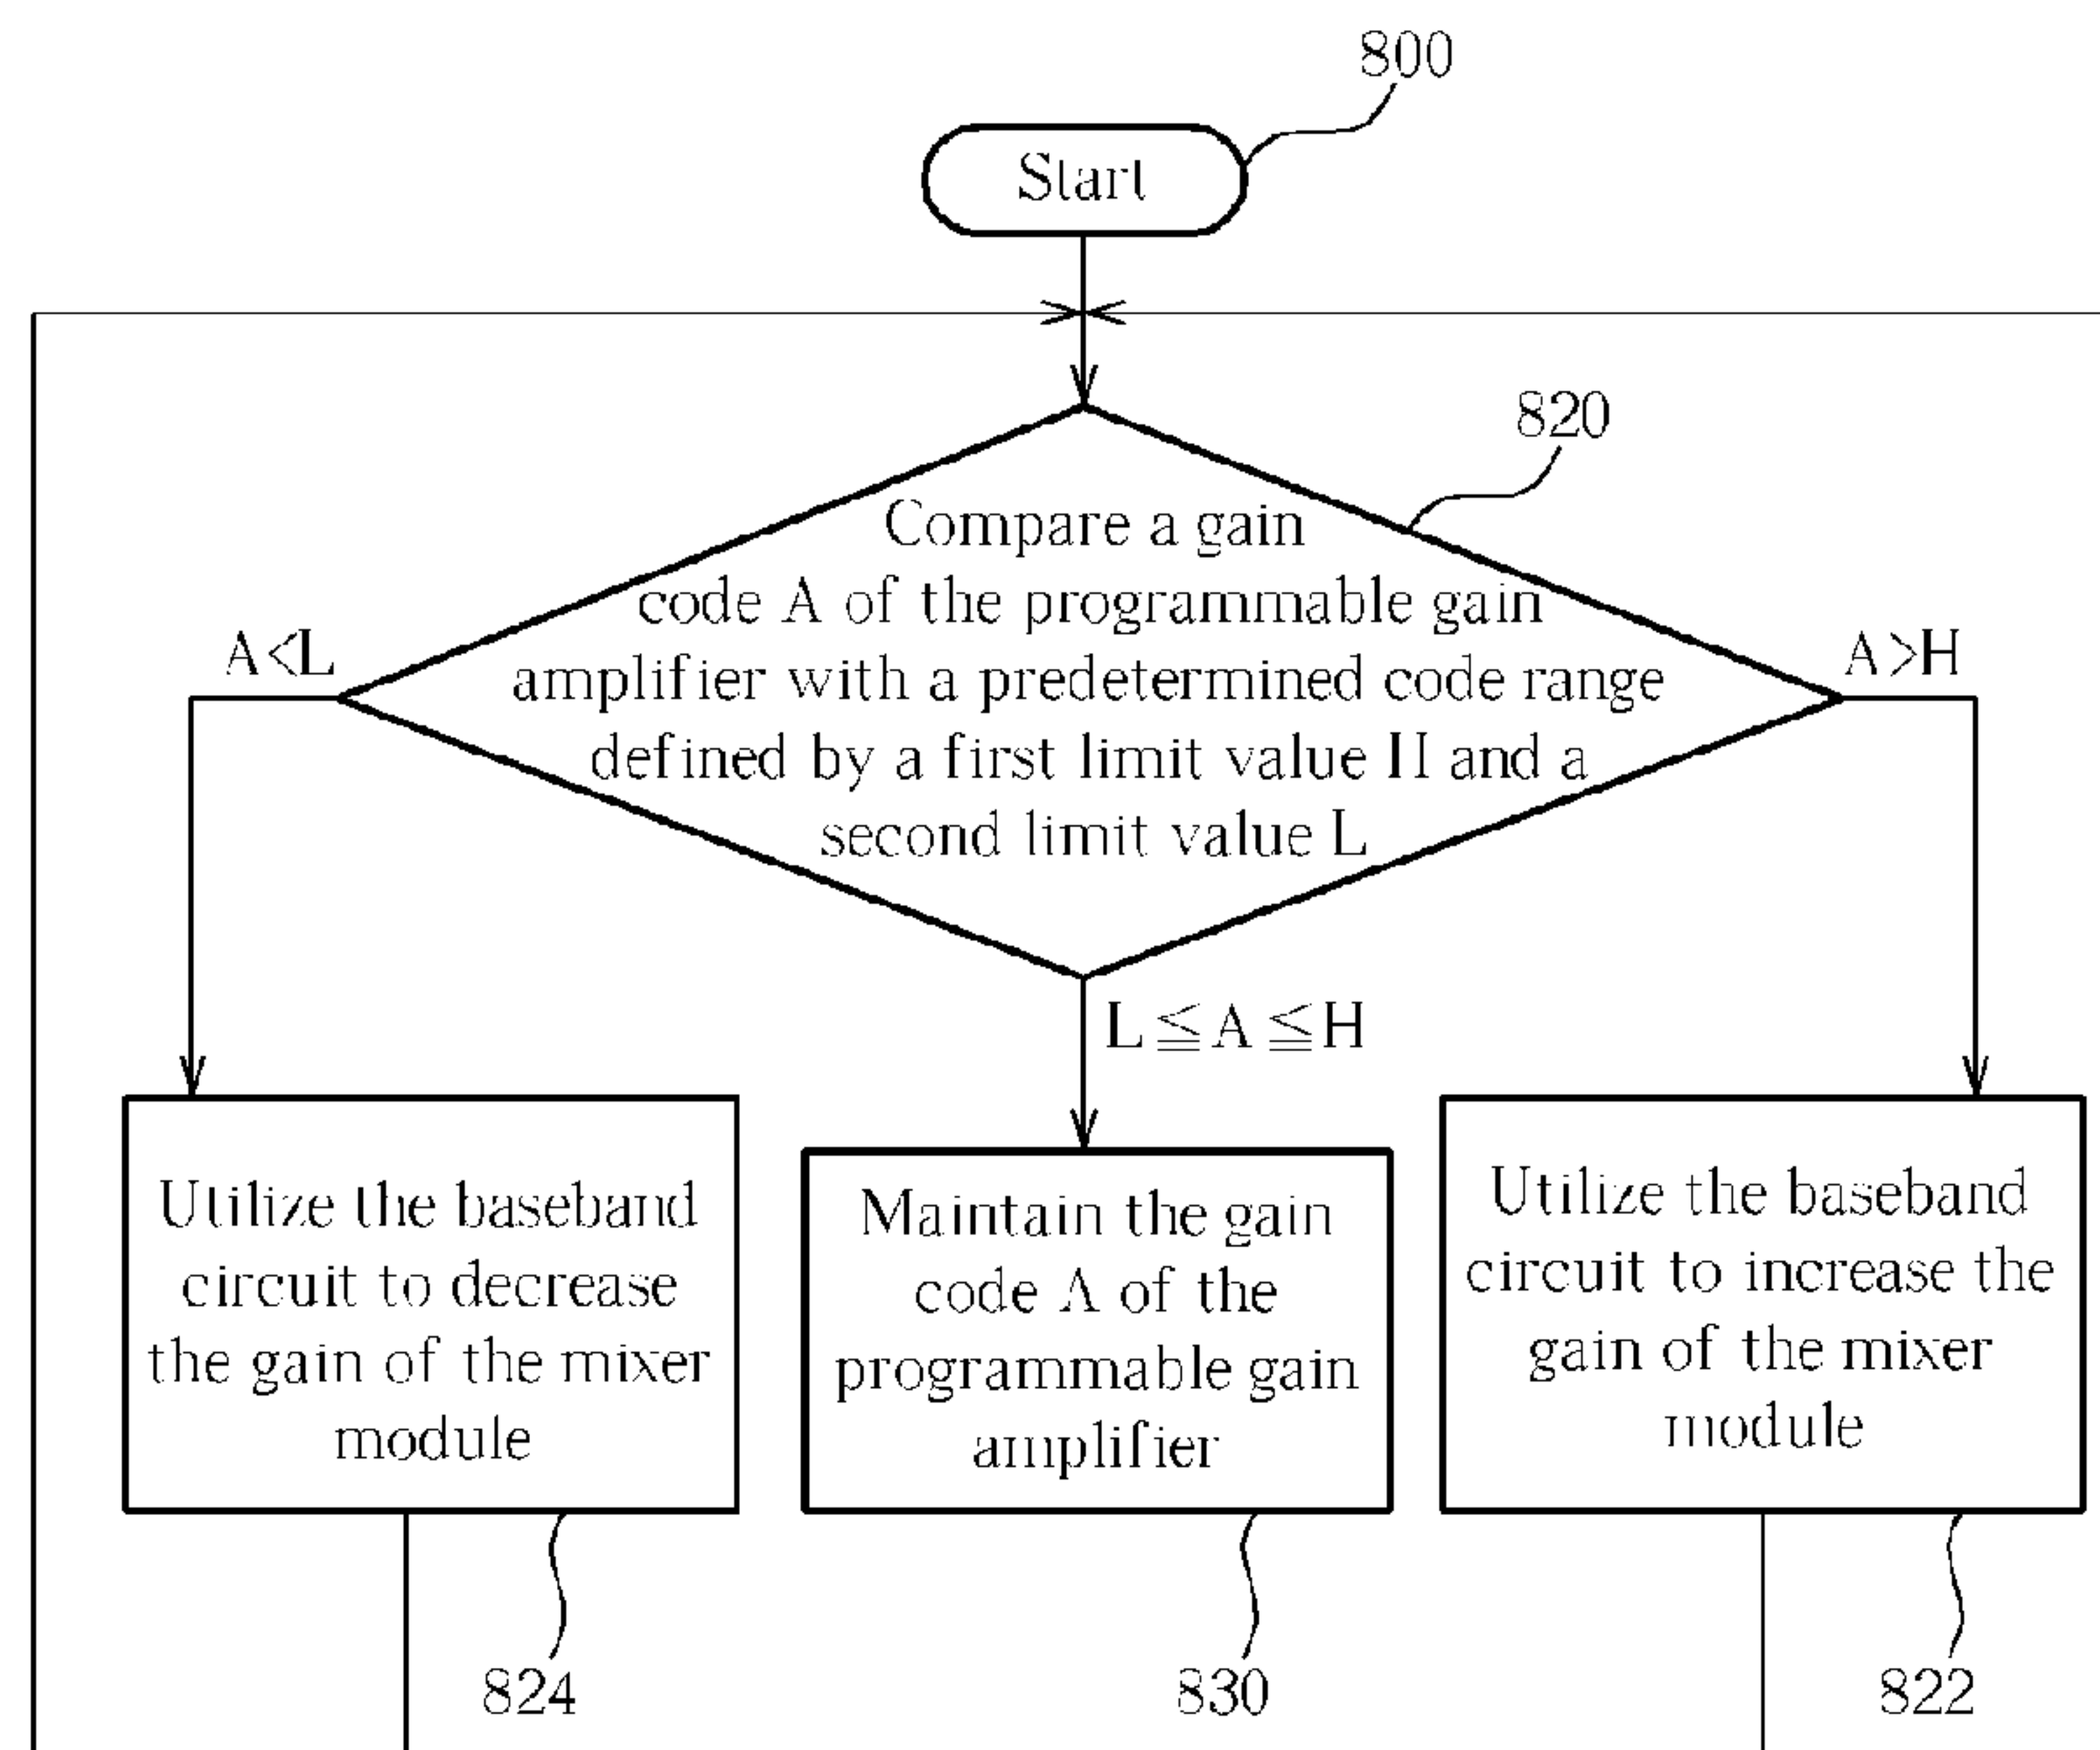 800
Start
820
Compare a gain
code A of the programmable gain
amplifier with a predetermined code range
defined by a first limit value H and a
second limit value L
A<L
A>H
L≦A≦H
Utilize the baseband
circuit to decrease
the gain of the mixer
module
Maintain the gain
code A of the
programmable gain
amplifier
Utilize the baseband
circuit to increase the
gain of the mixer
module
824
830
822